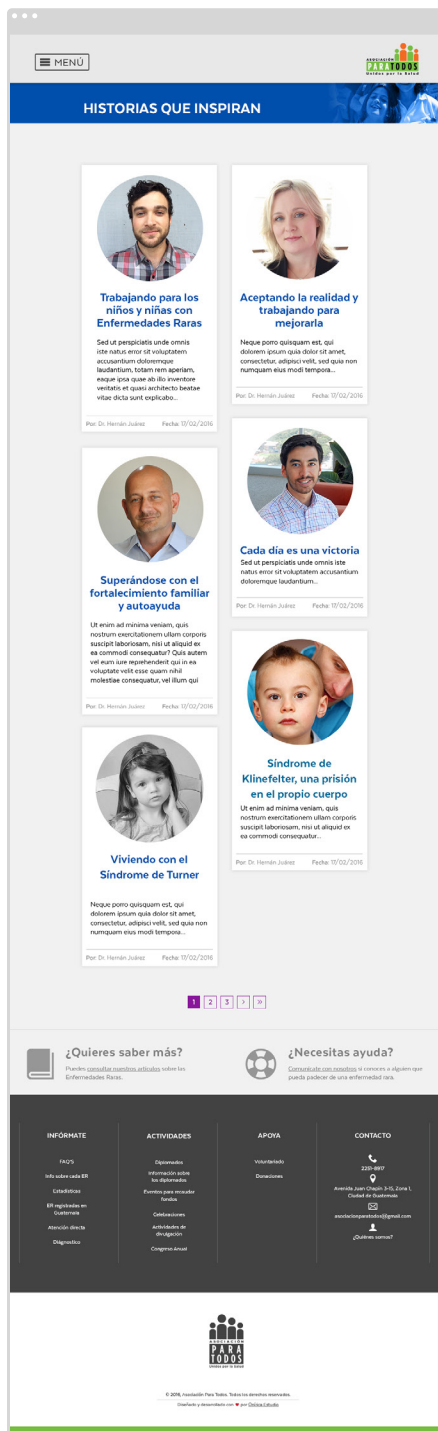 MENÚ
ASOCIACIÓN
PARA TODOS
Unidos por la Salud
HISTORIAS QUE INSPIRAN
Trabajando para los
niños y niñas con
Enfermedades Raras
Sed ut perspiciatis unde omnis
iste natus error sit voluptatem
accusantium doloremque
laudantium, totam rem aperiam,
eaque ipsa quae ab illo inventore
veritatis et quasi architecto beatae
vitae dicta sunt explicabo...
Por: Dr. Hernán Juárez Fecha: 17/02/2016
Aceptando la realidad y
trabajando para
mejorarla
Neque porro quisquam est, qui
dolorem ipsum quia dolor sit amet,
consectetur, adipisci velit, sed quia non
numquam eius modi tempora...
Por: Dr. Hernán Juárez Fecha: 17/02/2016
Superándose con el
fortalecimiento familiar
y autoayuda
Ut enim ad minima veniam, quis
nostrum exercitationem ullam corporis
suscipit laboriosam, nisi ut aliquid ex
ea commodi consequatur? Quis autem
vel eum iure reprehenderit qui in ea
voluptate velit esse quam nihil
molestiae consequatur, vel illum qui
Por: Dr. Hernán Juárez Fecha: 17/02/2016
Cada día es una victoria
Sed ut perspiciatis unde omnis iste
natus error sit voluptatem accusantium
doloremque laudantium...
Por: Dr. Hernán Juárez Fecha: 17/02/2016
Síndrome de
Klinefelter, una prisión
en el propio cuerpo
Ut enim ad minima veniam, quis
nostrum exercitationem ullam corporis
suscipit laboriosam, nisi ut aliquid ex
ea commodi consequatur...
Por: Dr. Hernán Juárez Fecha: 17/02/2016
Viviendo con el
Síndrome de Turner
Neque porro quisquam est, qui
dolorem ipsum quia dolor sit amet,
consectetur, adipisci velit, sed quia non
numquam eius modi tempora...
Por: Dr. Hernán Juárez Fecha: 17/02/2016
1 2 3 > »
¿Quieres saber más?
Puedes consultar nuestros artículos sobre las
Enfermedades Raras.
¿Necesitas ayuda?
Comunícate con nosotros si conoces a alguien que
pueda padecer de una enfermedad rara.
INFÓRMATE
FAQ'S
Info sobre cada ER
Estadísticas
ER registradas en
Guatemala
Atención directa
Diágnostico
ACTIVIDADES
Diplomados
Información sobre
los diplomados
Eventos para recaudar
fondos
Celebraciones
Actividades de
divulgación
Congreso Anual
APOYA
Voluntariado
Donaciones
CONTACTO
2251-8917
Avenida Juan Chapín 3-15, Zona 1,
Ciudad de Guatemala
asociacionparatodos@gmail.com
¿Quiénes somos?
PARA
TODOS
Unidos por la Salud
© 2016, Asociación Para Todos. Todos los derechos reservados.
Diseñado y desarrollado con ♥ por